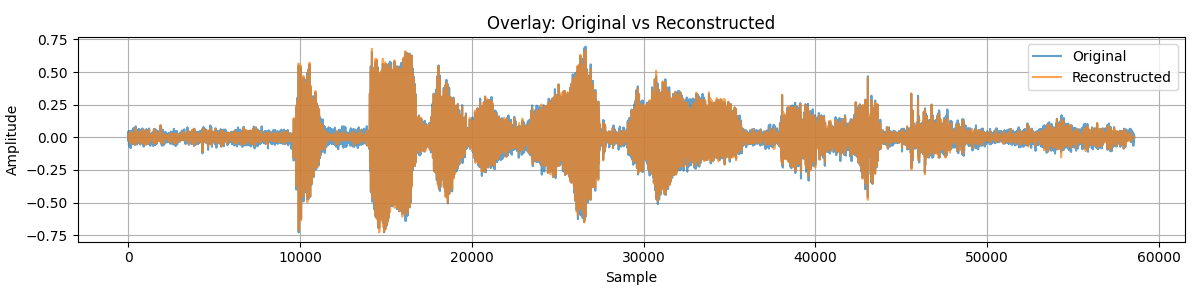 Overlay: Original vs Reconstructed
Amplitude
0.75
0.50
0.25
0.00
−0.25
−0.50
−0.75
Original
Reconstructed
0
10000
20000
30000
40000
50000
60000
Sample